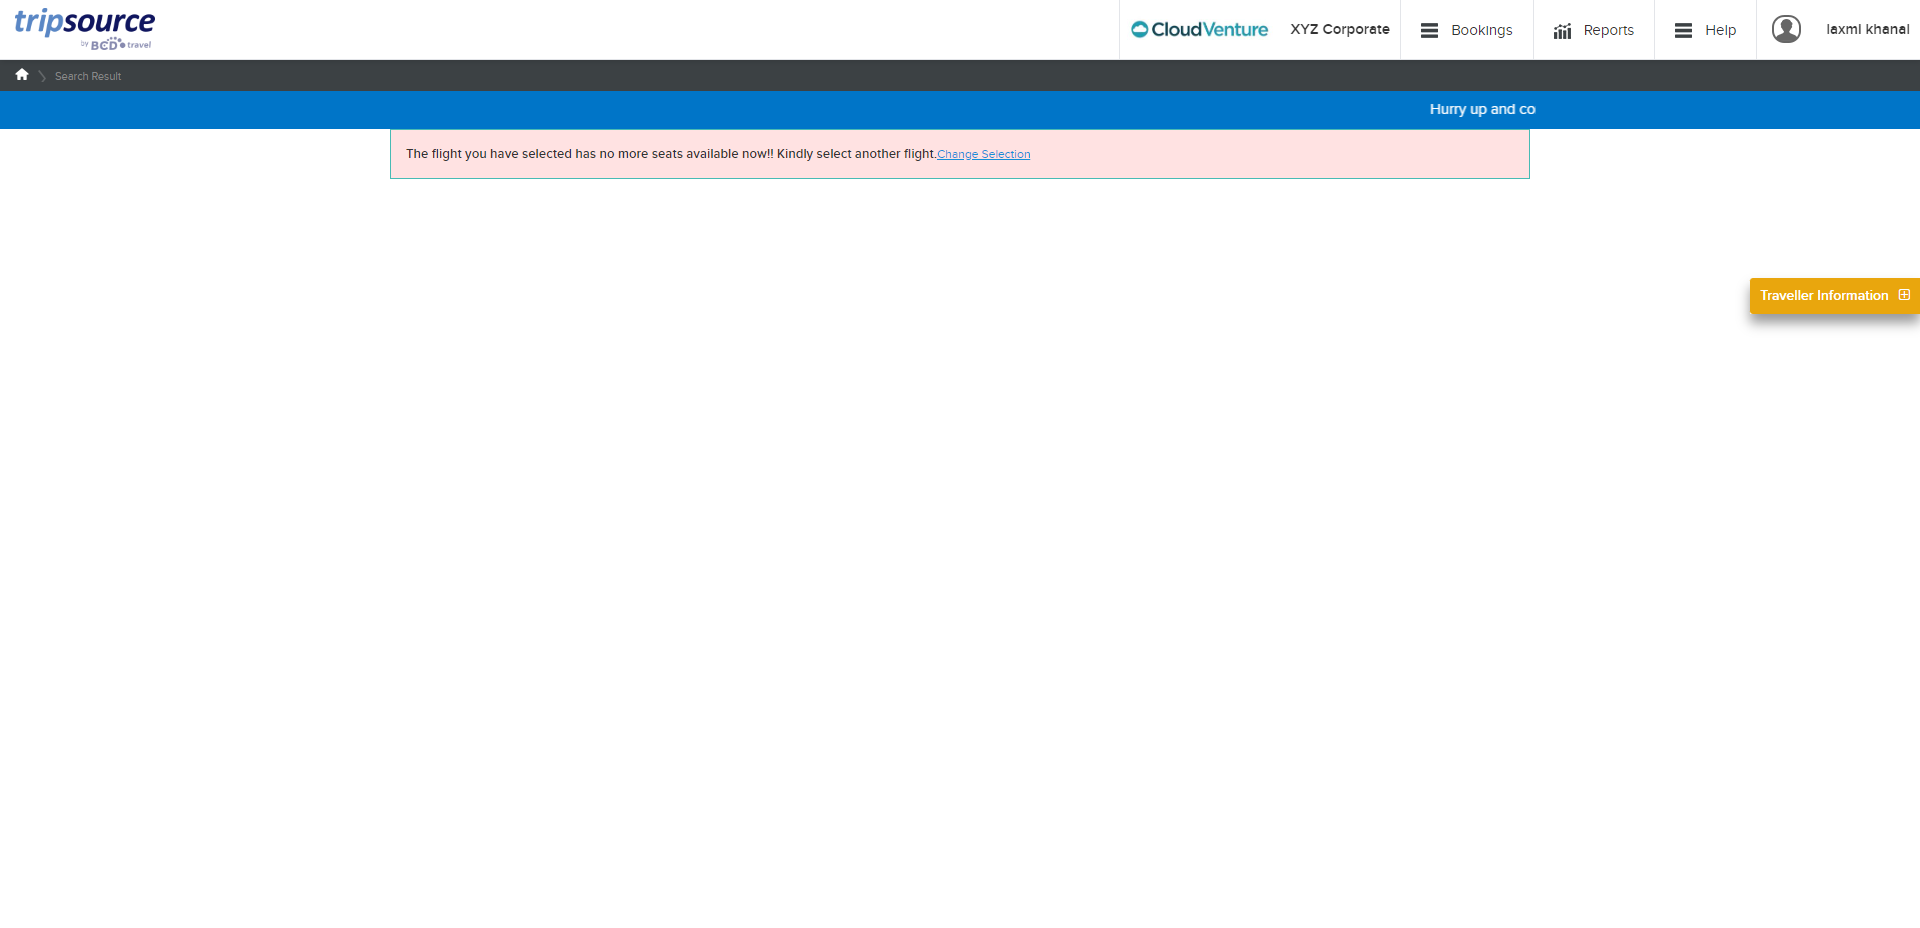 tripsource
by BCD travel
CloudVenture
XYZ Corporate
Bookings
Reports
Help
laxml khanal
Search Result
Hurry up and co
The flight you have selected has no more seats available now!! Kindly select another flight.Change Selection
Traveller Information